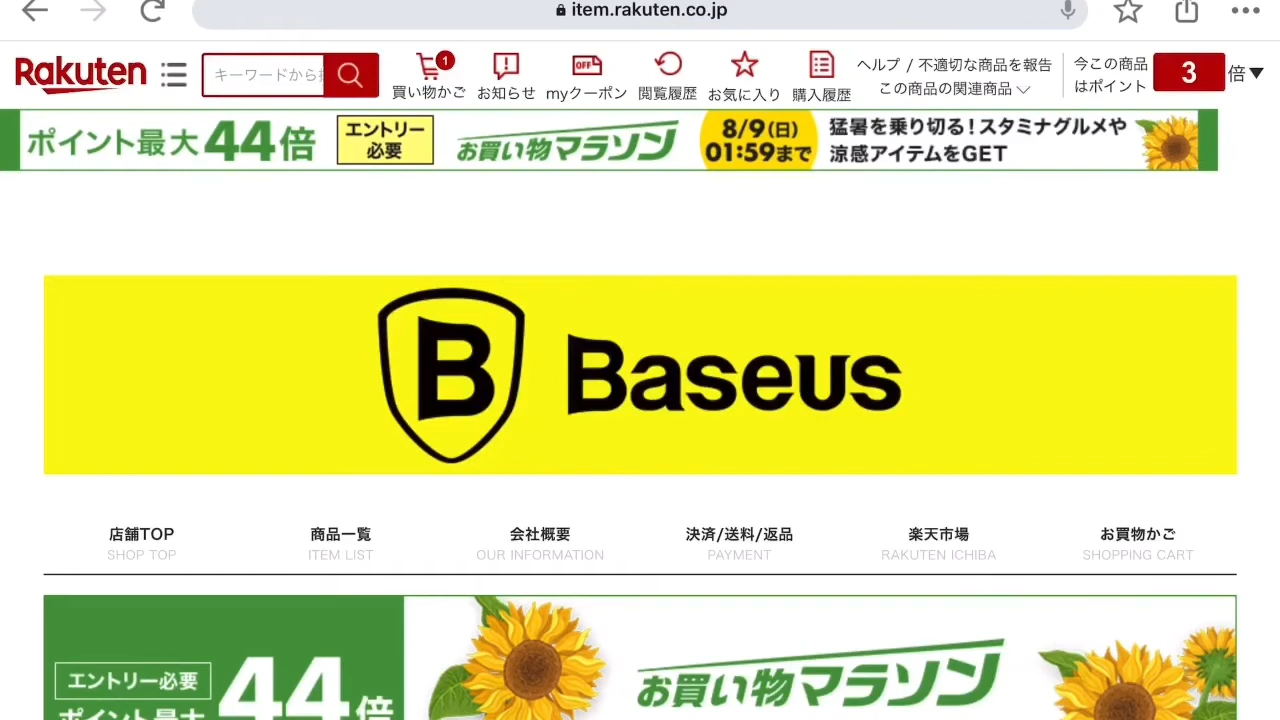 item.rakuten.co.jp
Rakuten
キーワードから
1
買い物かご
お知らせ
OFF
myクーポン
閲覧履歴
お気に入り
購入履歴
ヘルプ / 不適切な商品を報告
この商品の関連商品
今この商品
はポイント
3
倍▼
ポイント最大44倍
エントリー
必要
お買い物マラソン
8/9(日)
01:59まで
猛暑を乗り切る!スタミナグルメや
涼感アイテムをGET
B
Baseus
店舗TOP
SHOP TOP
商品一覧
ITEM LIST
会社概要
OUR INFORMATION
決済/送料/返品
PAYMENT
楽天市場
RAKUTEN ICHIBA
お買物かご
SHOPPING CART
エントリー必要
ポイント最大
44倍
お買い物マラソン